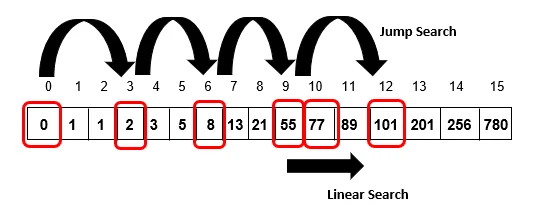 Jump Search
0 1 2 3 4 5 6 7 8 9 10 11 12 13 14 15
0 1 1 2 3 5 8 13 21 55 77 89 101 201 256 780
Linear Search